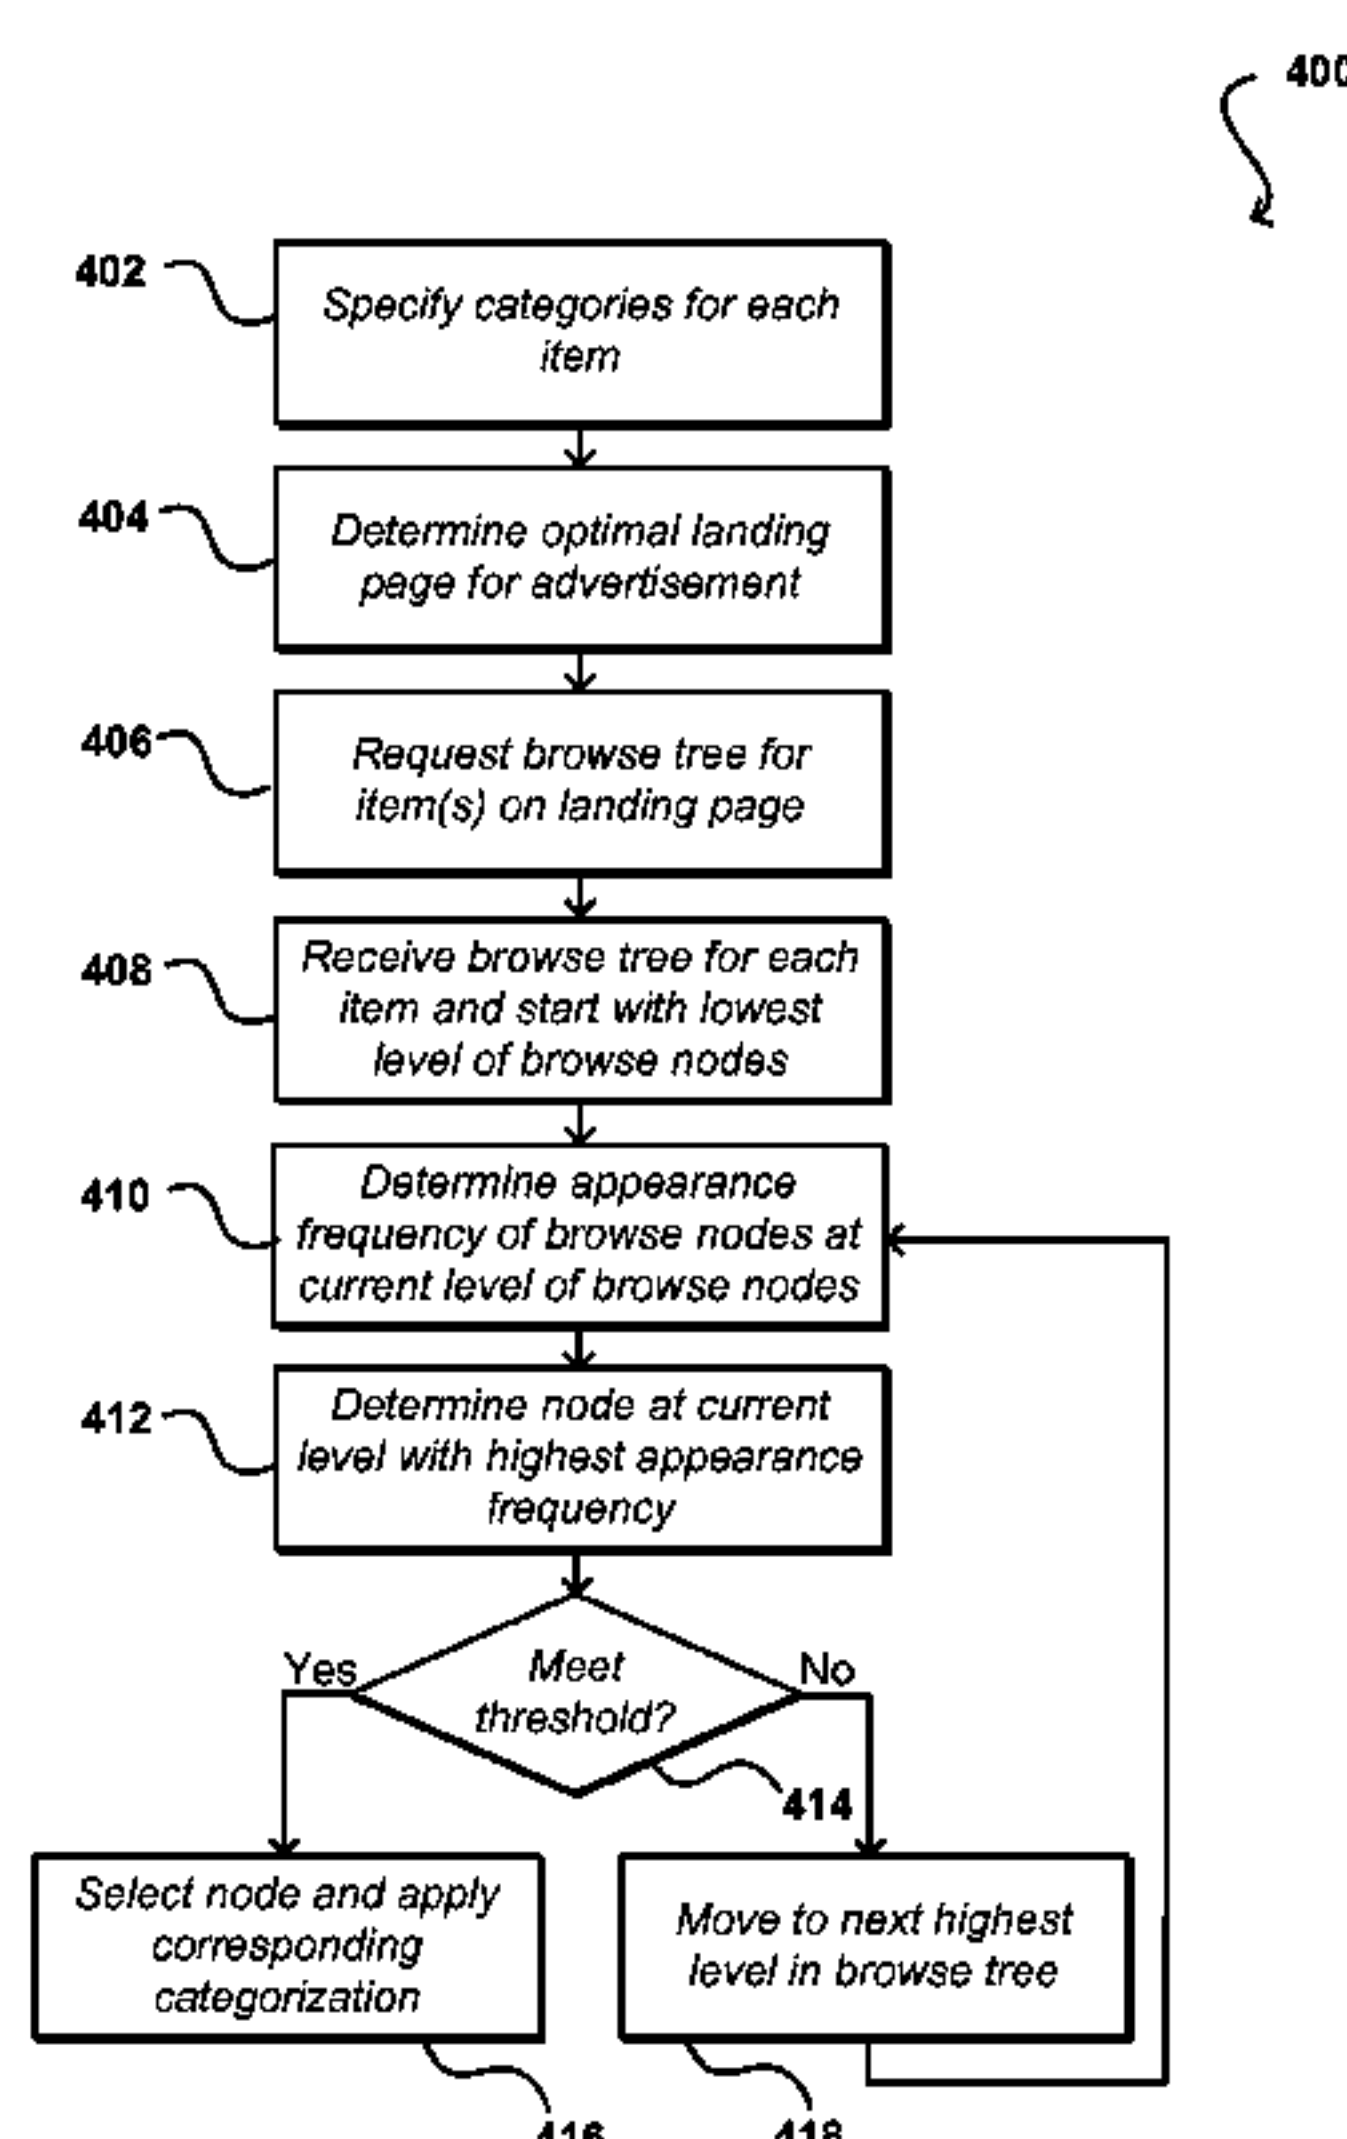 400
402
Specify categories for each
item
404
Determine optimal landing
page for advertisement
406
Request browse tree for
item(s) on landing page
408
Receive browse tree for each
item and start with lowest
level of browse nodes
410
Determine appearance
frequency of browse nodes at
current level of browse nodes
412
Determine node at current
level with highest appearance
frequency
Yes
Meet
threshold?
No
414
Select node and apply
corresponding
categorization
Move to next highest
level in browse tree
416
418